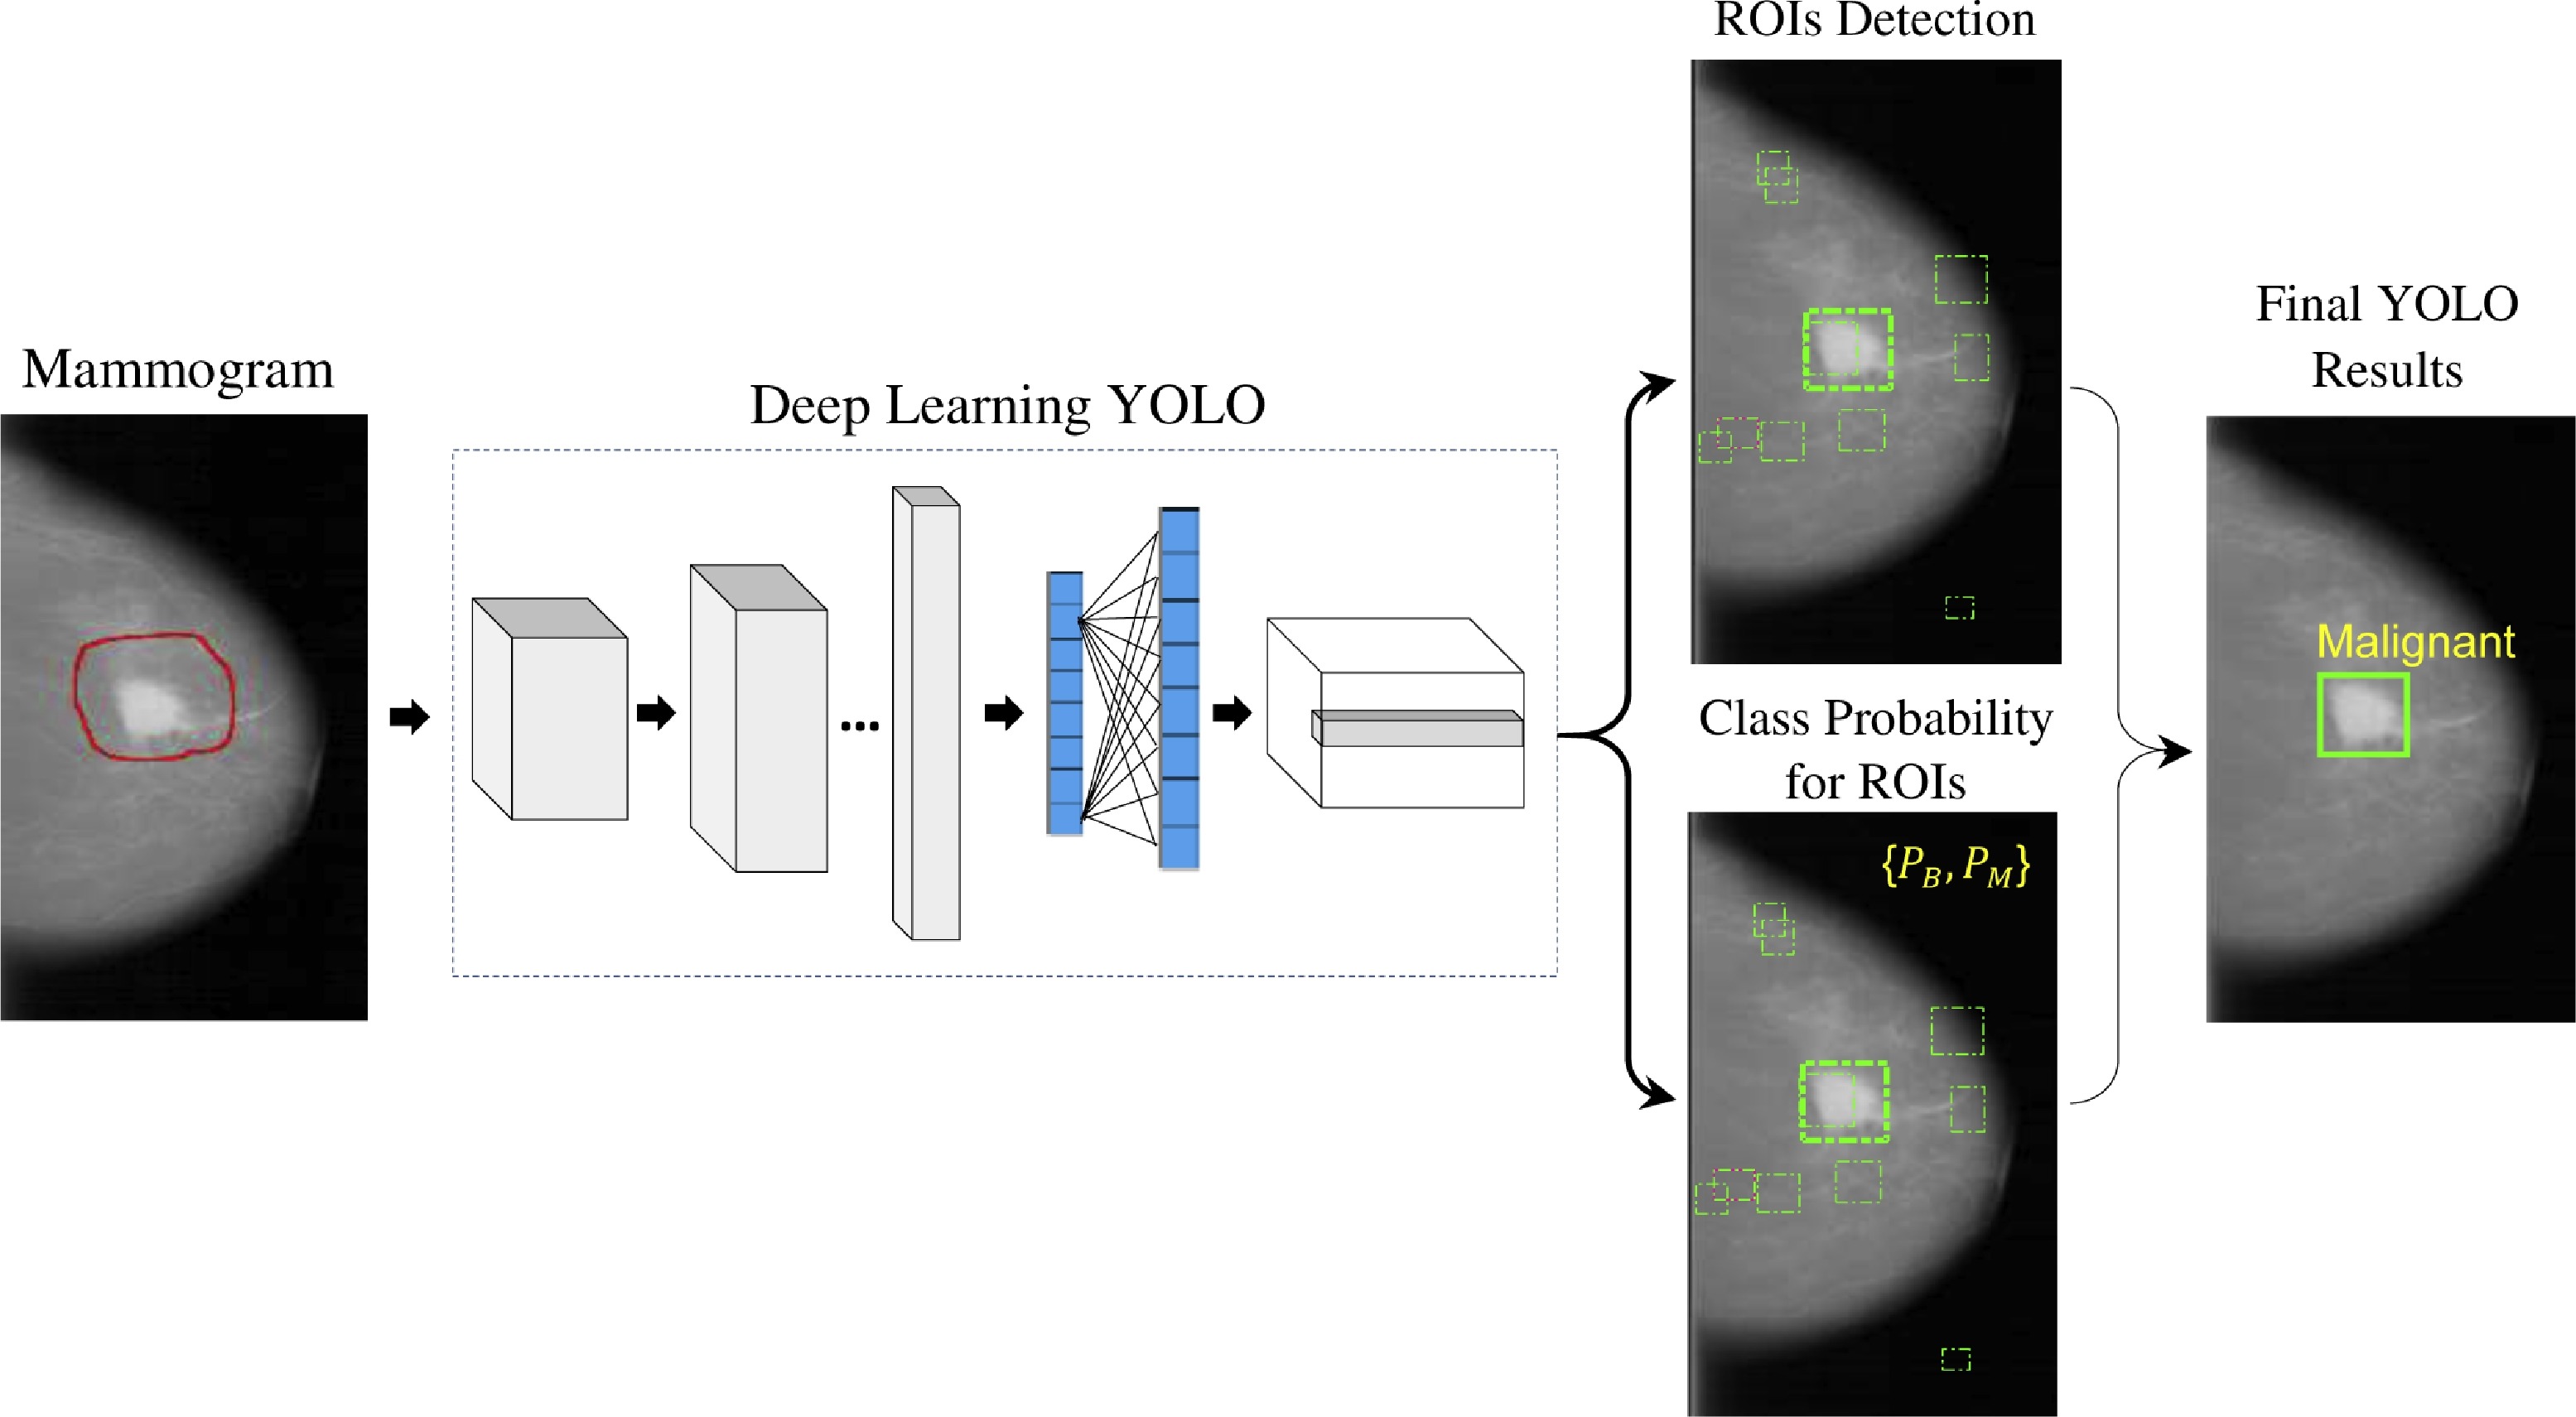 Mammogram
Deep Learning YOLO
...
ROIs Detection
Class Probability
for ROIs
{P_B, P_M}
Final YOLO
Results
Malignant